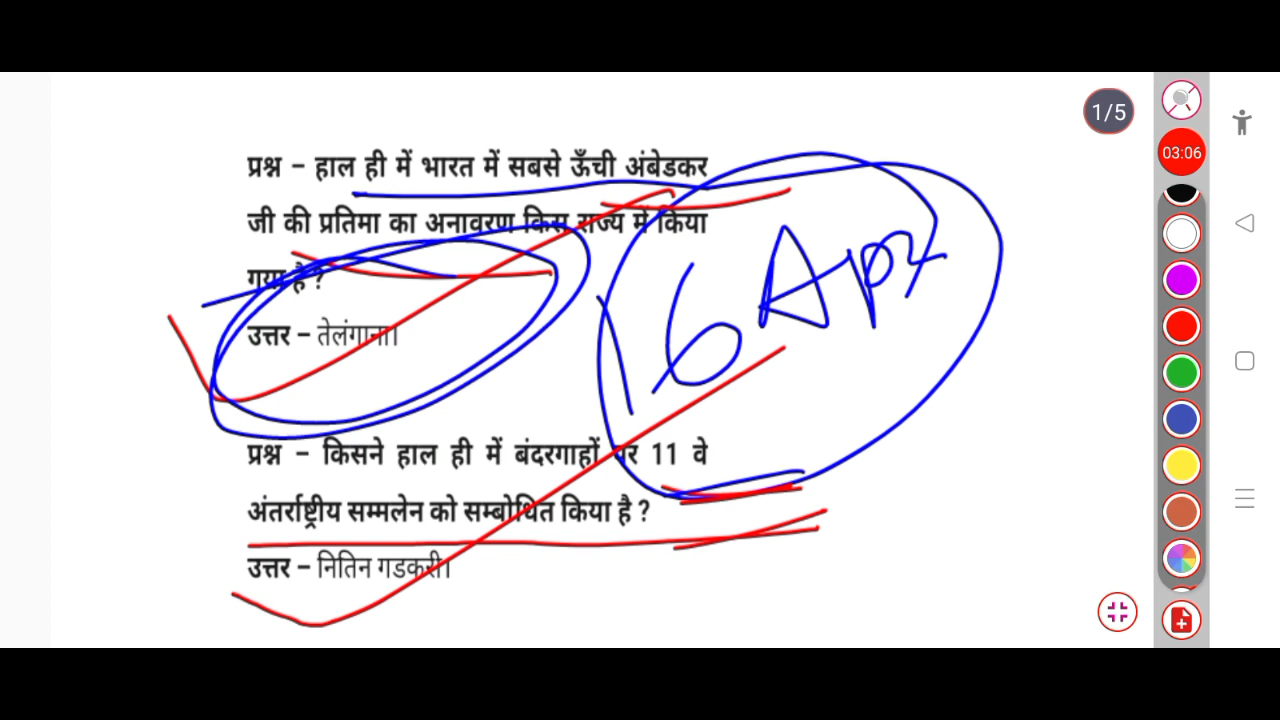 1/5
03:06
प्रश्न – हाल ही में भारत में सबसे ऊँची अंबेडकर
जी की प्रतिमा का अनावरण किस राज्य में किया
गया है ?
उत्तर – तेलंगाना।
6 Apr
प्रश्न – किसने हाल ही में बंदरगाहों पर 11 वे
अंतर्राष्ट्रीय सम्मलेन को सम्बोधित किया है ?
उत्तर – नितिन गडकरी।